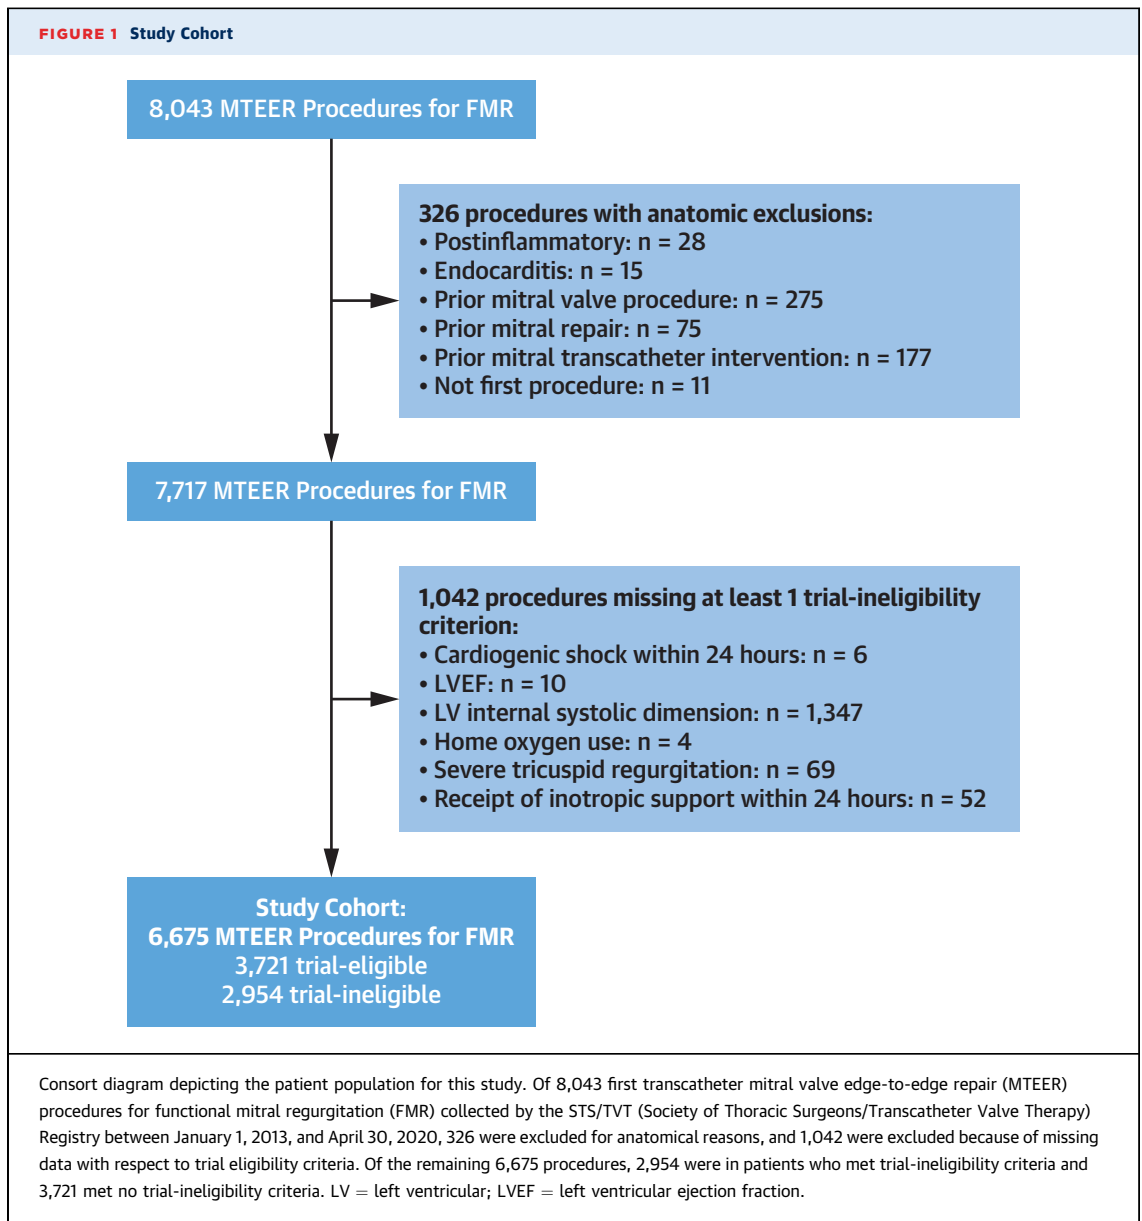 FIGURE 1 Study Cohort
8,043 MTEER Procedures for FMR
326 procedures with anatomic exclusions:
• Postinflammatory: n = 28
• Endocarditis: n = 15
• Prior mitral valve procedure: n = 275
• Prior mitral repair: n = 75
• Prior mitral transcatheter intervention: n = 177
• Not first procedure: n = 11
7,717 MTEER Procedures for FMR
1,042 procedures missing at least 1 trial-ineligibility
criterion:
• Cardiogenic shock within 24 hours: n = 6
• LVEF: n = 10
• LV internal systolic dimension: n = 1,347
• Home oxygen use: n = 4
• Severe tricuspid regurgitation: n = 69
• Receipt of inotropic support within 24 hours: n = 52
Study Cohort:
6,675 MTEER Procedures for FMR
3,721 trial-eligible
2,954 trial-ineligible
Consort diagram depicting the patient population for this study. Of 8,043 first transcatheter mitral valve edge-to-edge repair (MTEER)
procedures for functional mitral regurgitation (FMR) collected by the STS/TVT (Society of Thoracic Surgeons/Transcatheter Valve Therapy)
Registry between January 1, 2013, and April 30, 2020, 326 were excluded for anatomical reasons, and 1,042 were excluded because of missing
data with respect to trial eligibility criteria. Of the remaining 6,675 procedures, 2,954 were in patients who met trial-ineligibility criteria and
3,721 met no trial-ineligibility criteria. LV = left ventricular; LVEF = left ventricular ejection fraction.